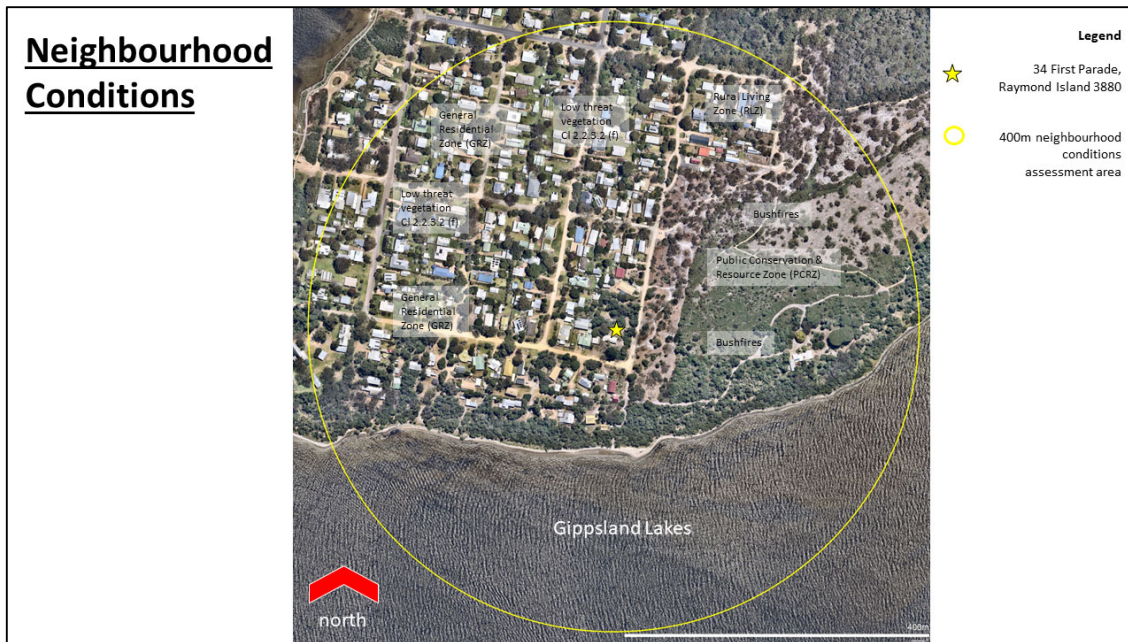 Neighbourhood
Conditions
Legend
34 First Parade,
Raymond Island 3880
400m neighbourhood
conditions
assessment area
Rural Living
Zone (RLZ)
Low threat
vegetation
Cl 2.2.3.2 (f)
General
Residential
Zone (GRZ)
Low threat
vegetation
Cl 2.2.3.2 (f)
Bushfires
Public Conservation &
Resource Zone (PCRZ)
General
Residential
Zone (GRZ)
Bushfires
Gippsland Lakes
north
400m